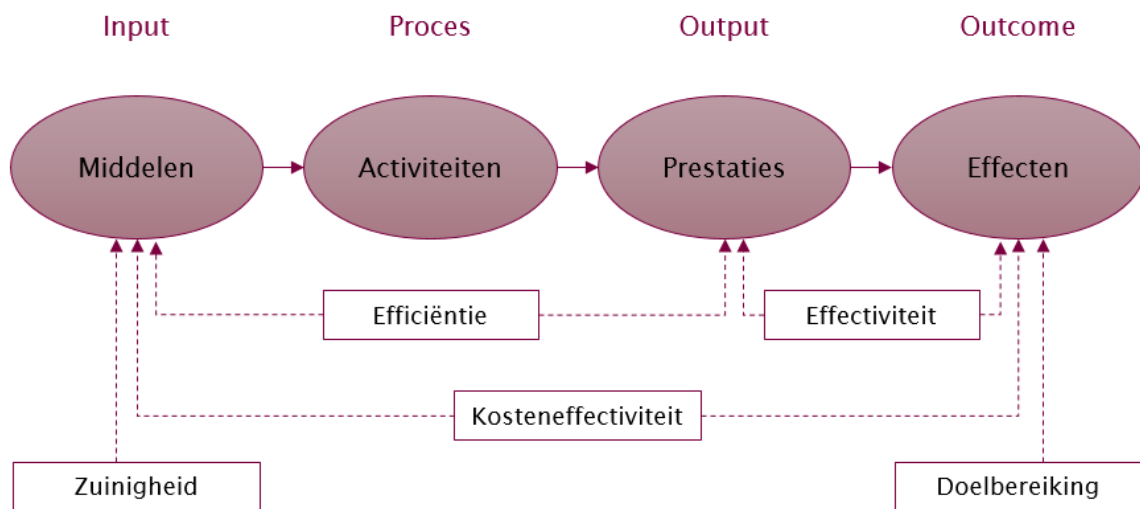 Input
Proces
Output
Outcome
Middelen
Activiteiten
Prestaties
Effecten
Efficiëntie
Effectiviteit
Kosteneffectiviteit
Zuinigheid
Doelbereiking